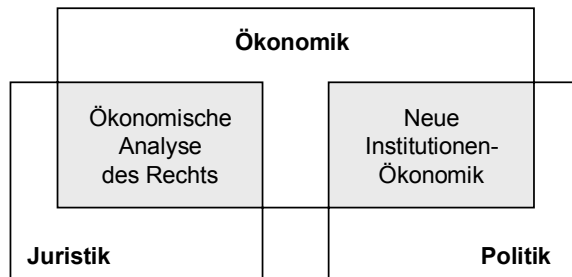 Ökonomik
Ökonomische
Analyse
des Rechts
Neue
Institutionen-
Ökonomik
Juristik
Politik